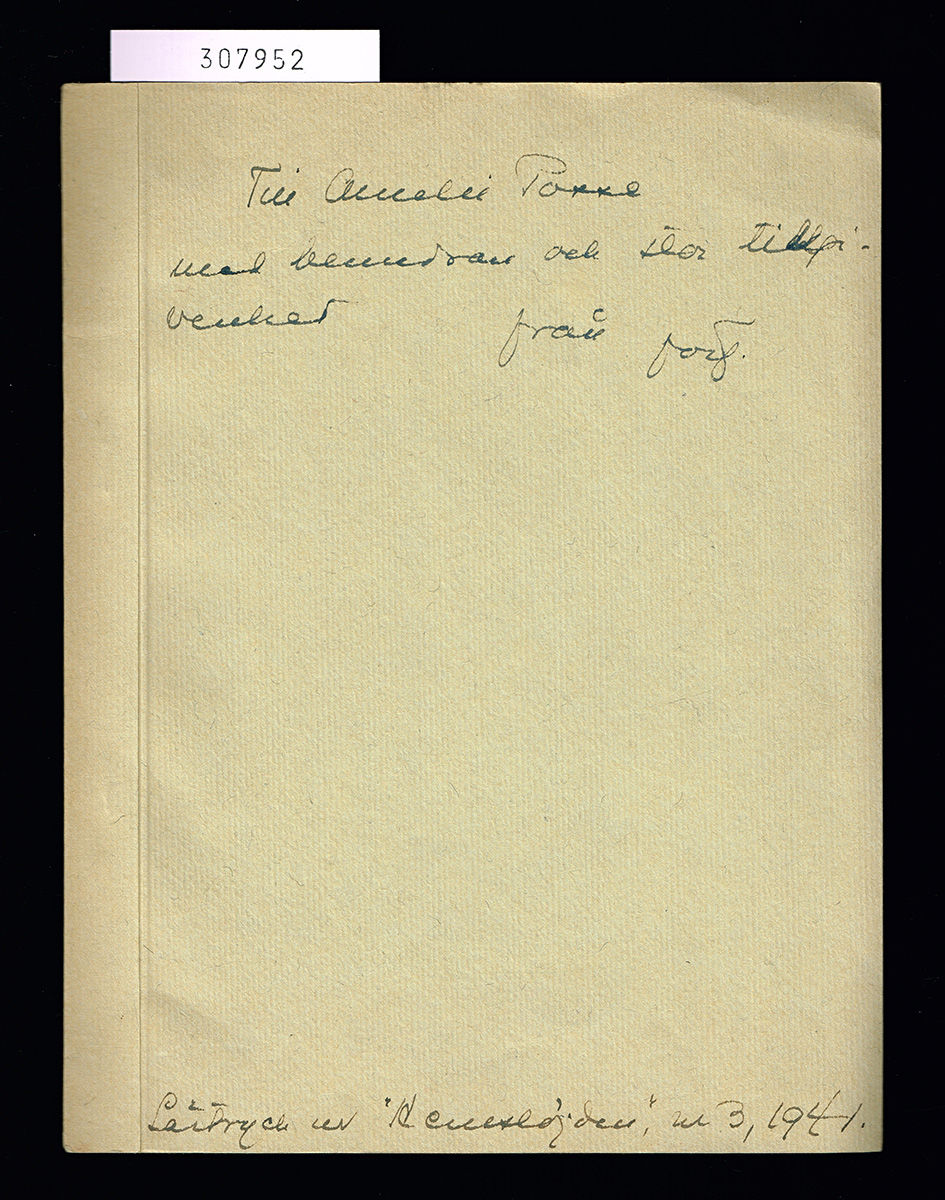 307952
Till Amelie Posse
med beundran och stor tillgi-
venhet från förf.
Särtryck ur "Hemslöjden", nr 3, 1941.